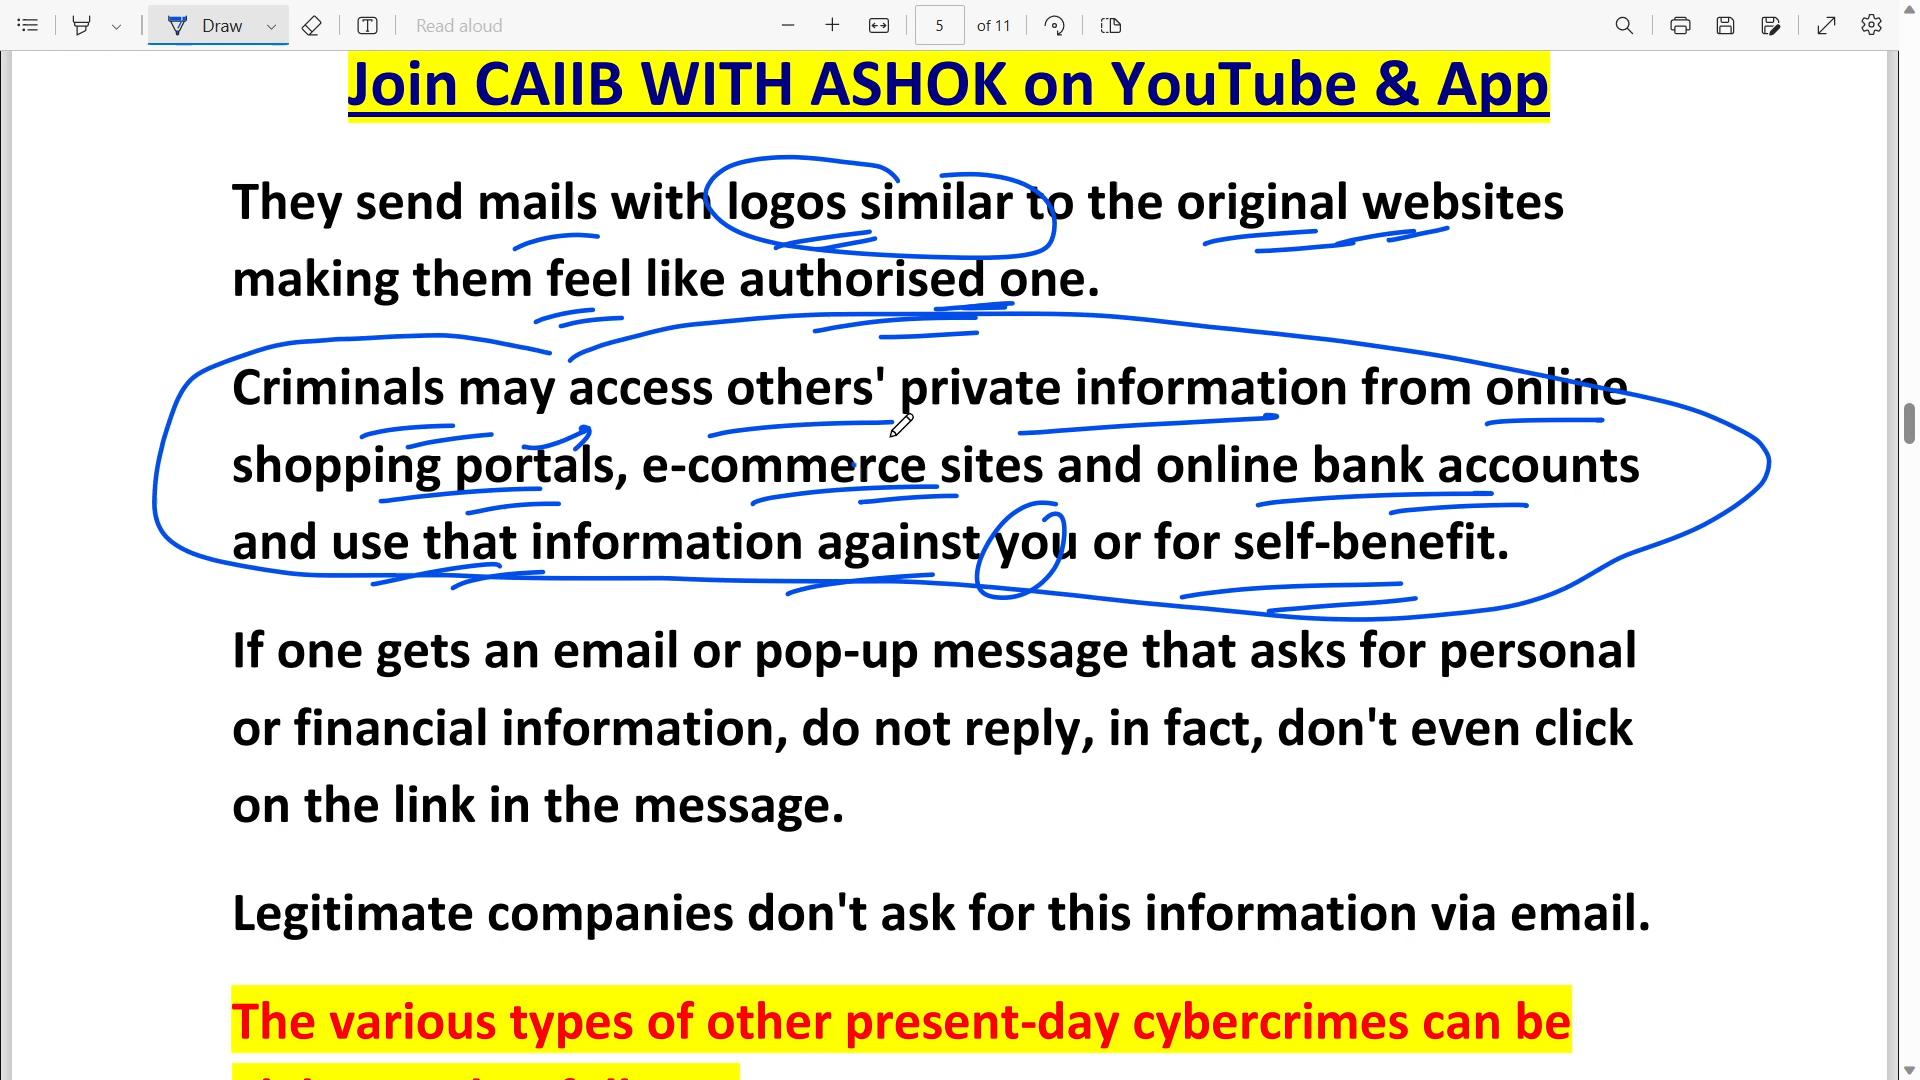 Draw
Read aloud
5 of 11
Join CAIIB WITH ASHOK on YouTube & App
They send mails with logos similar to the original websites
making them feel like authorised one.
Criminals may access others' private information from online
shopping portals, e-commerce sites and online bank accounts
and use that information against you or for self-benefit.
If one gets an email or pop-up message that asks for personal
or financial information, do not reply, in fact, don't even click
on the link in the message.
Legitimate companies don't ask for this information via email.
The various types of other present-day cybercrimes can be